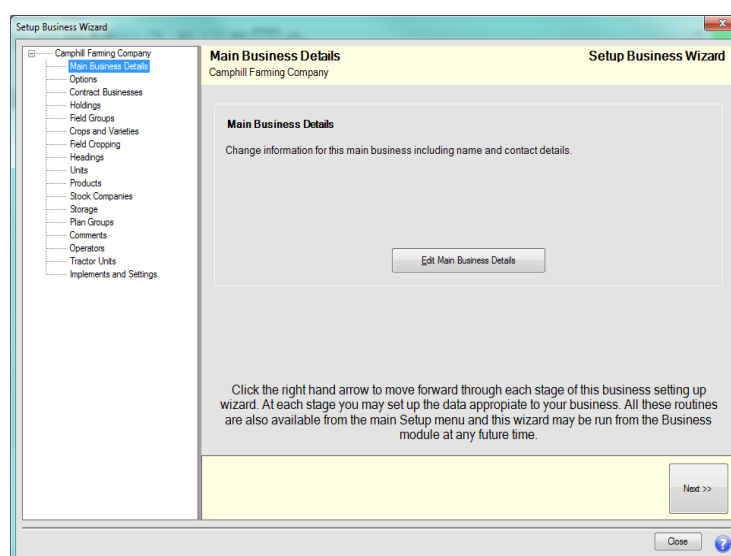 Setup Business Wizard
Camphill Farming Company
Main Business Details
Options
Contract Businesses
Holdings
Field Groups
Crops and Varieties
Field Cropping
Headings
Units
Products
Stock Companies
Storage
Plan Groups
Comments
Operators
Tractor Units
Implements and Settings
Main Business Details
Setup Business Wizard
Camphill Farming Company
Main Business Details
Change information for this main business including name and contact details.
Edit Main Business Details
Click the right hand arrow to move forward through each stage of this business setting up
wizard. At each stage you may set up the data appropiate to your business. All these routines
are also available from the main Setup menu and this wizard may be run from the Business
module at any future time.
Next >>
Close
?